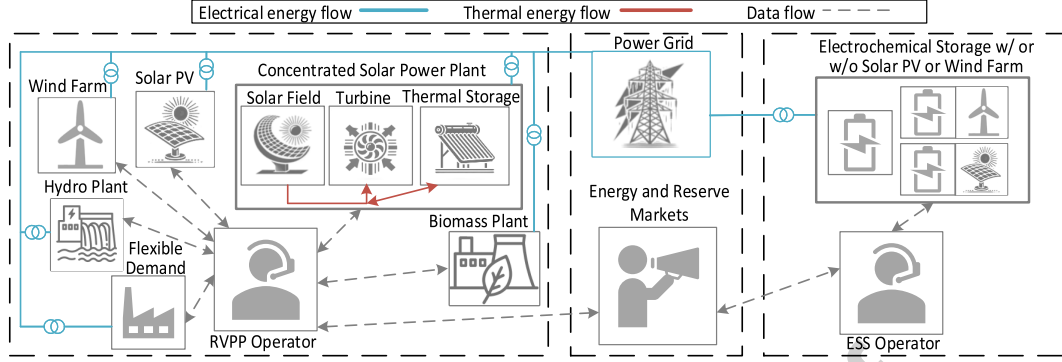 Electrical energy flow
Thermal energy flow
Data flow
Wind Farm
Solar PV
Concentrated Solar Power Plant
Solar Field
Turbine
Thermal Storage
Hydro Plant
Flexible
Demand
Biomass Plant
RVPP Operator
Power Grid
Energy and Reserve
Markets
Electrochemical Storage w/ or
w/o Solar PV or Wind Farm
ESS Operator